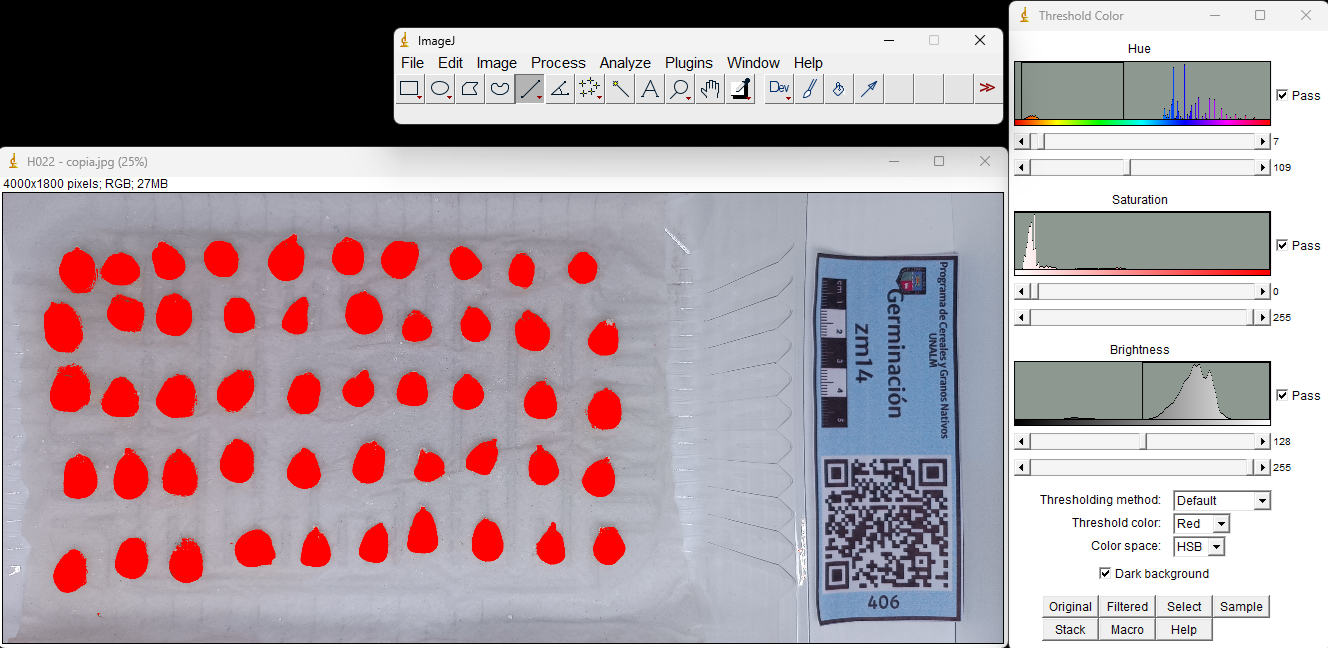 ImageJ
File Edit Image Process Analyze Plugins Window Help
Dev
>>
H022 - copia.jpg (25%)
4000x1800 pixels; RGB; 27MB
Programa de Cereales y Granos Nativos
UNALM
Germinación
zm14
cm 1
2
3
4
5
406
Threshold Color
Hue
Pass
7
109
Saturation
Pass
0
255
Brightness
Pass
128
255
Thresholding method: Default
Threshold color: Red
Color space: HSB
Dark background
Original Filtered Select Sample
Stack Macro Help